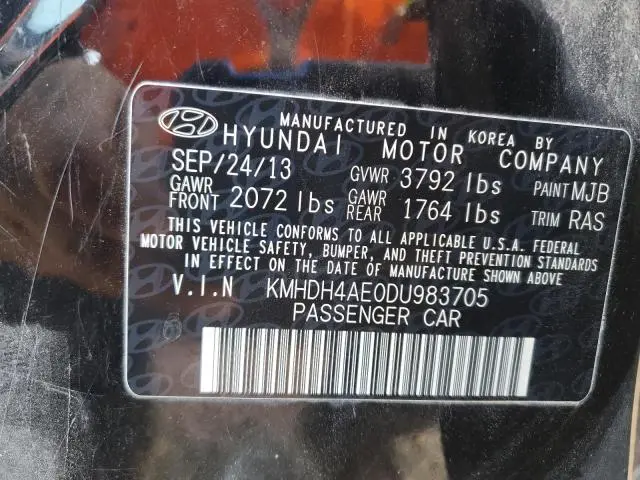 MANUFACTURED IN KOREA BY
HYUNDAI MOTOR COMPANY
SEP/24/13 GVWR 3792 lbs PAINT MJB
GAWR FRONT 2072 lbs GAWR REAR 1764 lbs TRIM RAS
THIS VEHICLE CONFORMS TO ALL APPLICABLE U.S.A. FEDERAL
MOTOR VEHICLE SAFETY, BUMPER, AND THEFT PREVENTION STANDARDS
IN EFFECT ON THE DATE OF MANUFACTURE SHOWN ABOVE
V.I.N KMHDH4AE0DU983705
PASSENGER CAR